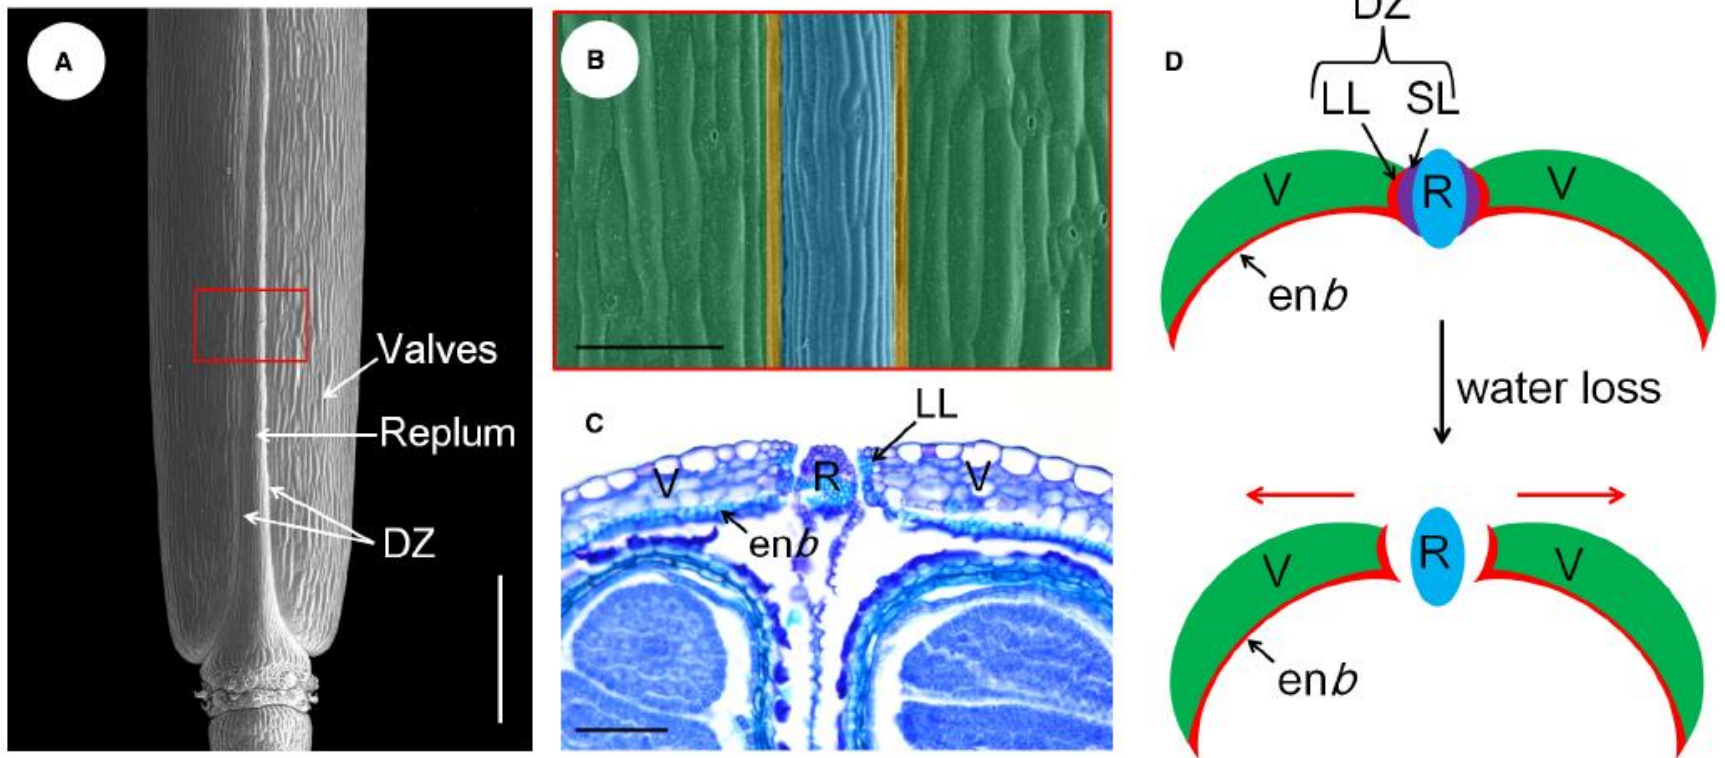 A
Valves
Replum
DZ
B
C
LL
V
R
V
enb
D
DZ
LL SL
V
R
V
enb
water loss
V
R
V
enb